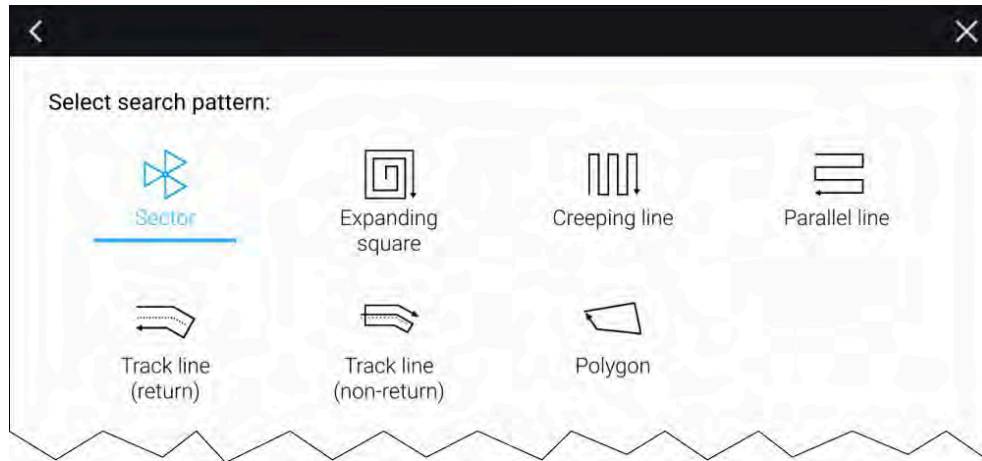 Select search pattern:
Sector
Expanding
square
Creeping line
Parallel line
Track line
(return)
Track line
(non-return)
Polygon